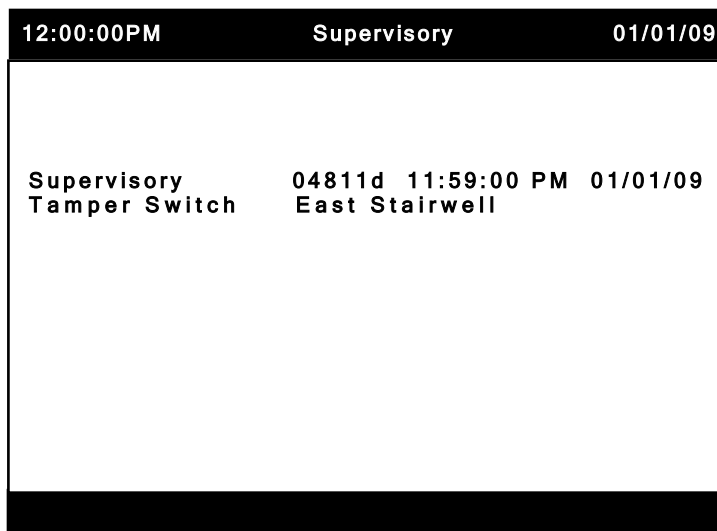 12:00:00PM Supervisory 01/01/09
Supervisory 04811d 11:59:00 PM 01/01/09
Tamper Switch East Stairwell